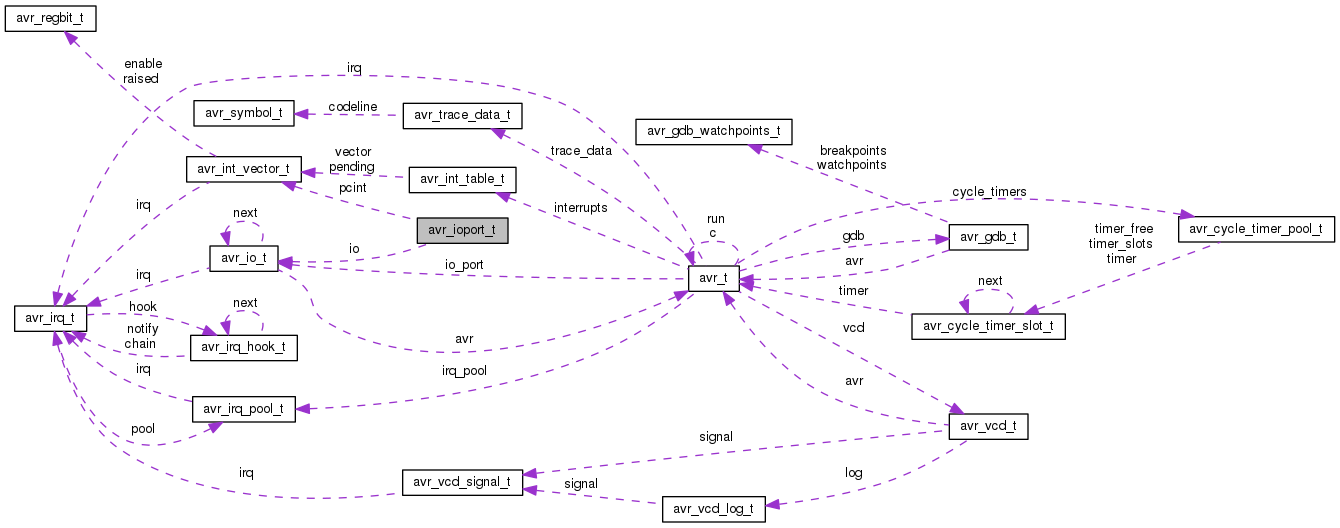 avr_regbit_t
enable
raised
irq
avr_symbol_t
codeline
avr_trace_data_t
avr_gdb_watchpoints_t
trace_data
breakpoints
watchpoints
avr_int_vector_t
vector
pending
avr_int_table_t
pcint
interrupts
cycle_timers
irq
next
avr_ioport_t
run
c
gdb
avr_gdb_t
timer_free
timer_slots
timer
avr_cycle_timer_pool_t
io
avr_io_t
io_port
avr
avr_t
irq
timer
next
hook
next
avr_irq_t
notify
chain
avr_irq_hook_t
avr
vcd
avr_cycle_timer_slot_t
irq
irq_pool
avr
avr_irq_pool_t
pool
avr_vcd_t
signal
irq
avr_vcd_signal_t
signal
log
avr_vcd_log_t